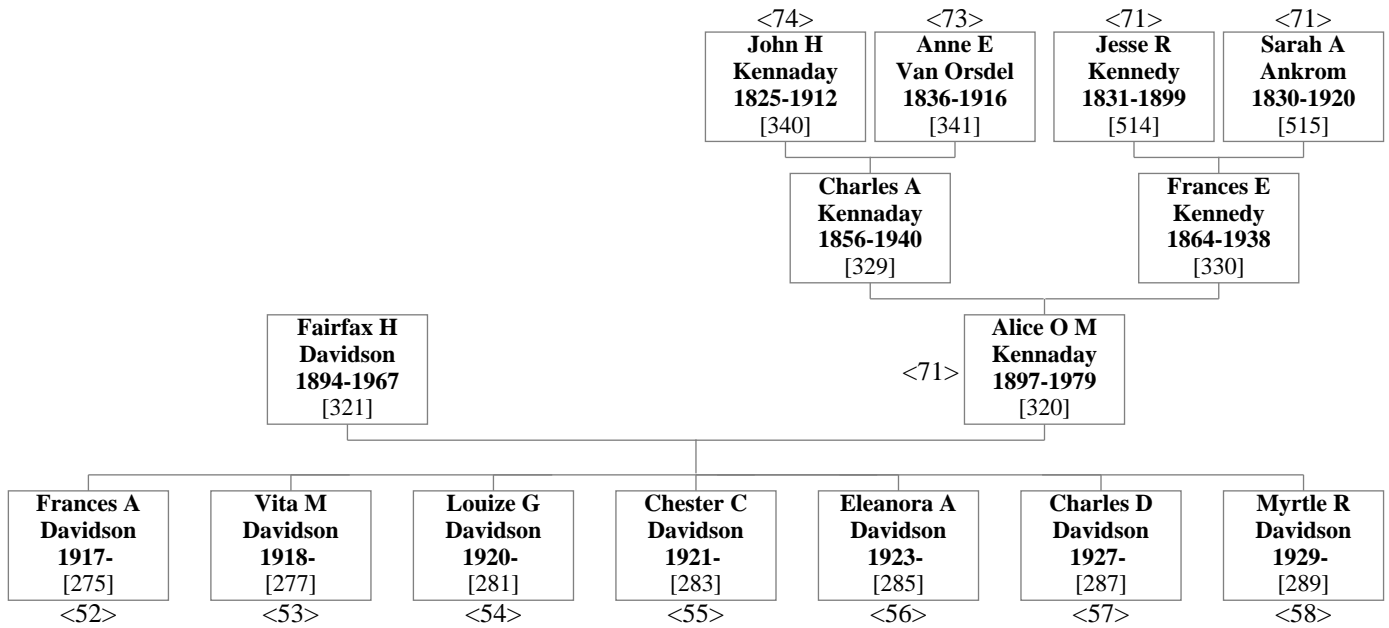 <74>
John H
Kennaday
1825-1912
[340]
<73>
Anne E
Van Orsdel
1836-1916
[341]
<71>
Jesse R
Kennedy
1831-1899
[514]
<71>
Sarah A
Ankrom
1830-1920
[515]
Charles A
Kennaday
1856-1940
[329]
Frances E
Kennedy
1864-1938
[330]
Fairfax H
Davidson
1894-1967
[321]
<71>
Alice O M
Kennaday
1897-1979
[320]
Frances A
Davidson
1917-
[275]
<52>
Vita M
Davidson
1918-
[277]
<53>
Louize G
Davidson
1920-
[281]
<54>
Chester C
Davidson
1921-
[283]
<55>
Eleanora A
Davidson
1923-
[285]
<56>
Charles D
Davidson
1927-
[287]
<57>
Myrtle R
Davidson
1929-
[289]
<58>